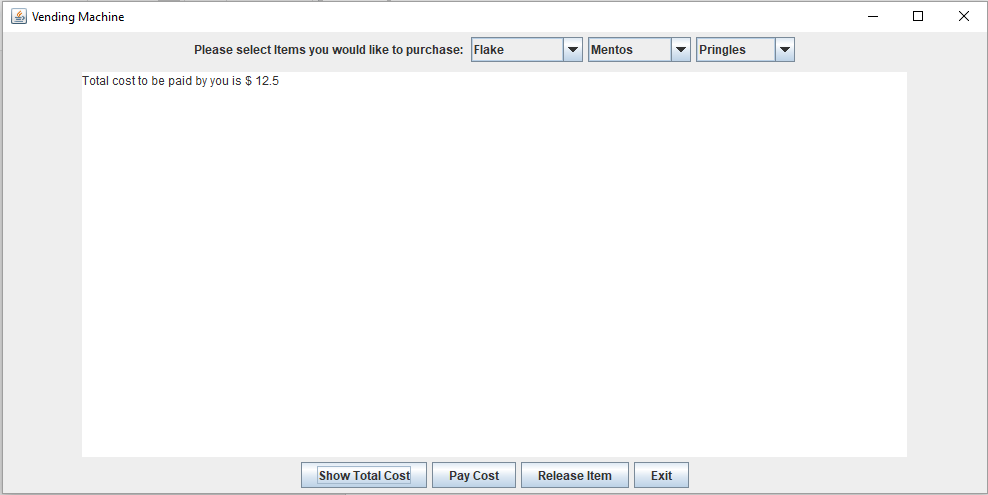 Vending Machine
Please select Items you would like to purchase: Flake Mentos Pringles
Total cost to be paid by you is $ 12.5
Show Total Cost Pay Cost Release Item Exit